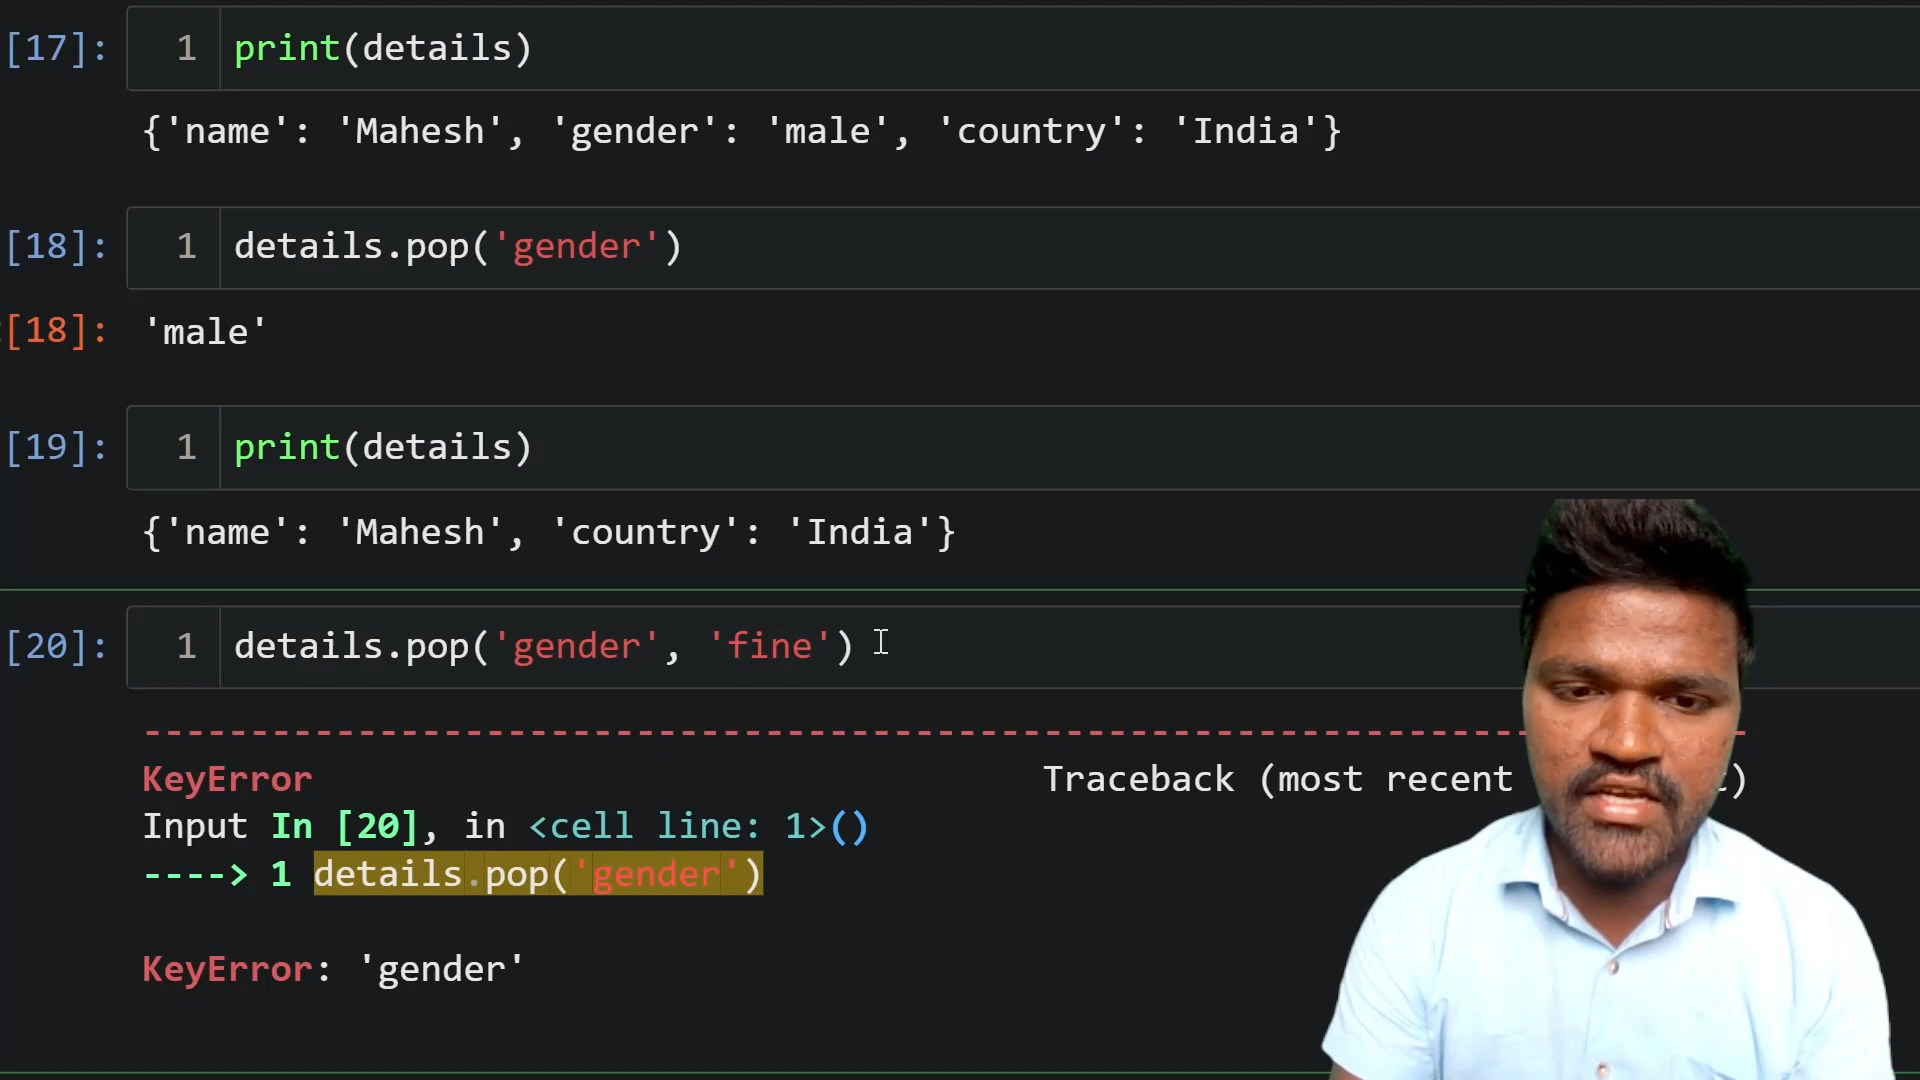 [17]: 1 print(details)
{'name': 'Mahesh', 'gender': 'male', 'country': 'India'}
[18]: 1 details.pop('gender')
[18]: 'male'
[19]: 1 print(details)
{'name': 'Mahesh', 'country': 'India'}
[20]: 1 details.pop('gender', 'fine')
---------------------------------------------------------------------------
KeyError Traceback (most recent
Input In [20], in <cell line: 1>()
----> 1 details.pop('gender')
KeyError: 'gender'